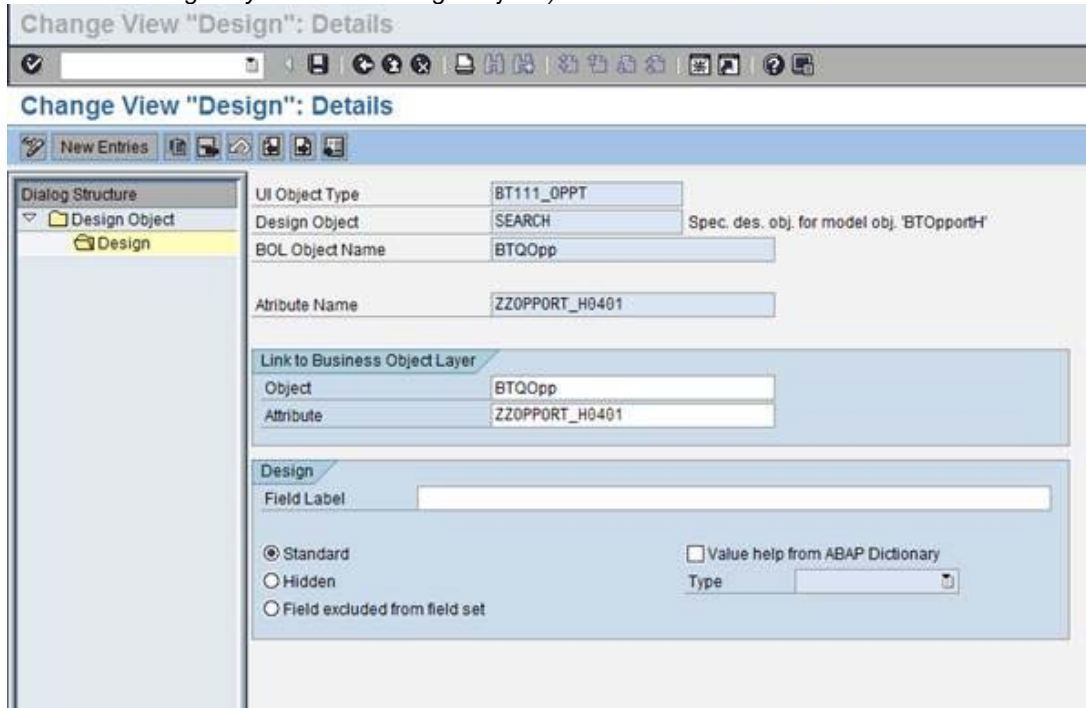 Change View "Design": Details
Change View "Design": Details
New Entries
Dialog Structure
Design Object
Design
UI Object Type BT111_OPPT
Design Object SEARCH Spec. des. obj. for model obj. 'BTOpportH'
BOL Object Name BTQOpp
Atribute Name ZZOPPORT_H0401
Link to Business Object Layer
Object BTQOpp
Attribute ZZOPPORT_H0401
Design
Field Label
Standard Value help from ABAP Dictionary
Hidden Type
Field excluded from field set